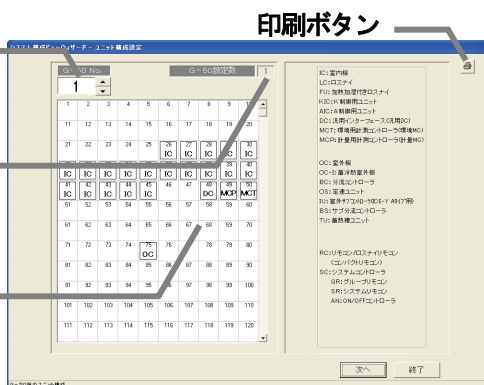 印刷ボタン
システム構成ビューウィザード - ユニット構成設定
G-50 No.
G-50設定数 1
1
1 2 3 4 5 6 7 8 9 10
11 12 13 14 15 16 17 18 19 20
21 22 23 24 25 26 27 28 29 30
IC IC IC IC IC
39 40
IC IC IC IC IC IC IC IC IC IC
41 42 43 44 45 46 47 48 49 50
IC IC IC IC IC DC MCP MCT
51 52 53 54 55 56 57 58 59 60
61 62 63 64 65 66 67 68 69 70
71 72 73 74 75 76 78 79 80
OC
81 82 83 84 85 86 87 88 89 90
91 92 93 94 95 96 97 98 99 100
101 102 103 104 105 106 107 108 109 110
111 112 113 114 115 116 117 118 119 120
IC:室内機
LC:ロスナイ
FU:加熱加湿付きロスナイ
KIC:K制御用ユニット
AIC:A制御用ユニット
DC:汎用インターフェース(汎用DC)
MCT:環境用計測コントローラ(環境MC)
MCP:計量用計測コントローラ(計量MC)
OC:室外機
OC-I:蓄冷熱室外機
BC:分流コントローラ
OS:定速ユニット
BS:サブ分流コントローラ
TU:蓄熱槽ユニット
RC:リモコン/ロスナイリモコン
(コンパクトリモコン)
SC:システムコントローラ
GR:グループリモコン
SR:システムリモコン
AN:ON/OFFコントローラ
次へ 終了